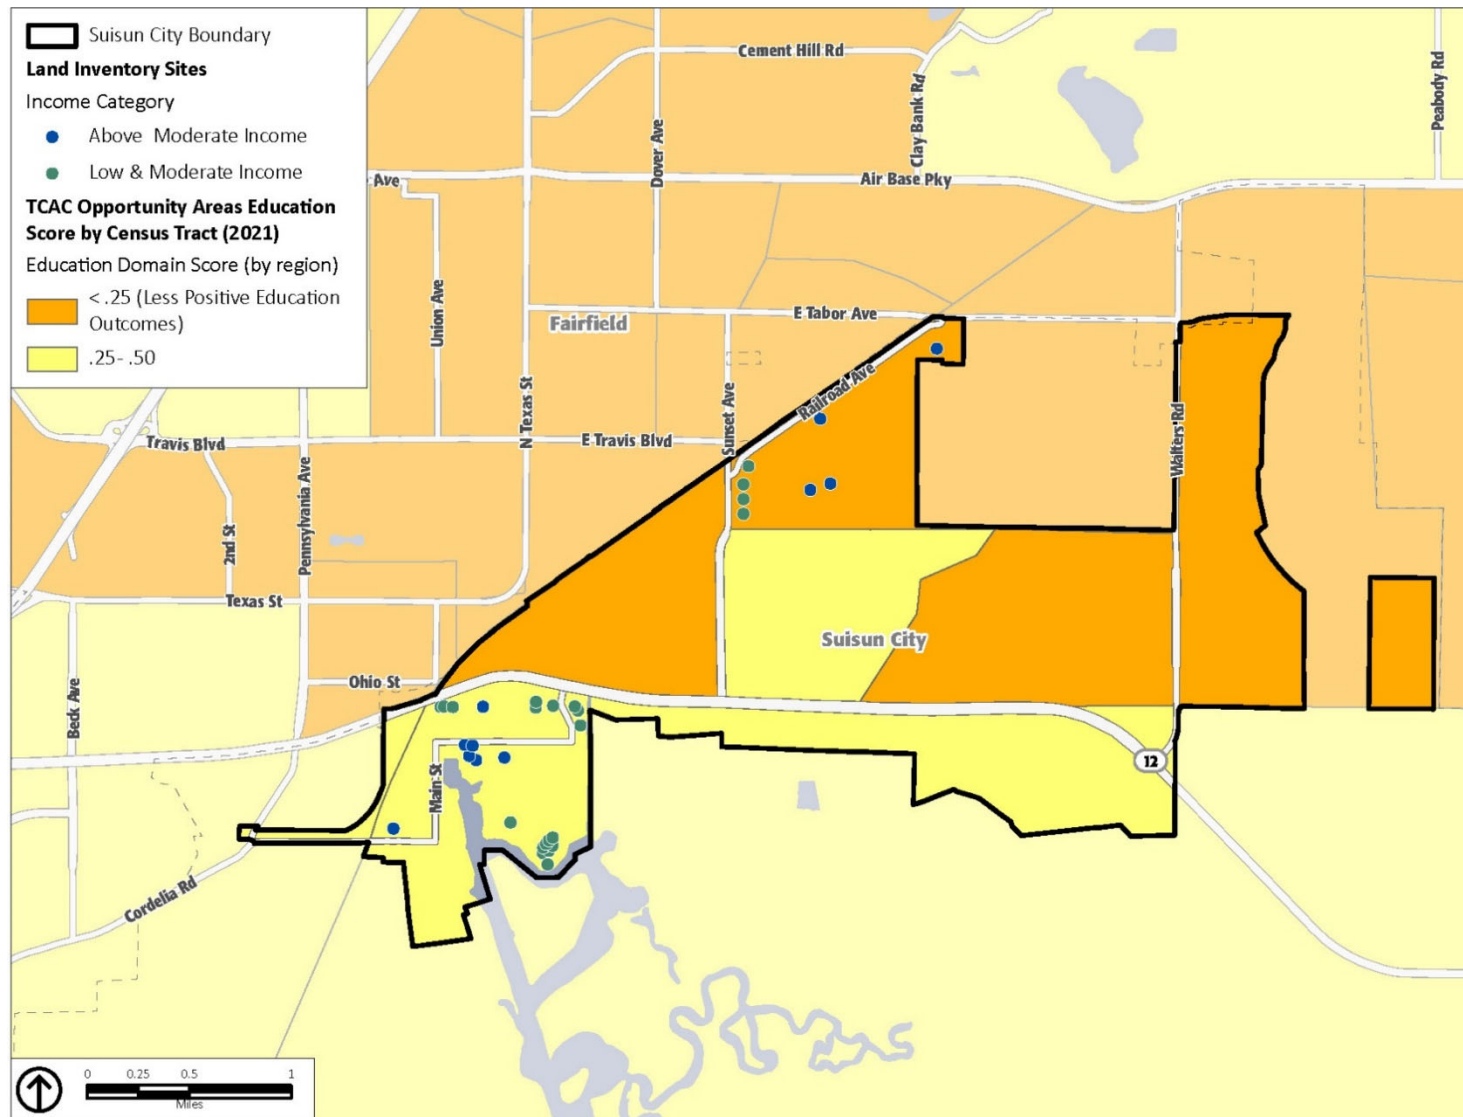 Suisun City Boundary
Land Inventory Sites
Income Category
Above Moderate Income
Low & Moderate Income
TCAC Opportunity Areas Education
Score by Census Tract (2021)
Education Domain Score (by region)
< .25 (Less Positive Education
Outcomes)
.25- .50
Cement Hill Rd
Clay Bank Rd
Peabody Rd
Dover Ave
Ave
Air Base Pky
Union Ave
N Texas St
Fairfield
E Tabor Ave
Sunset Ave
Railroad Ave
Walters Rd
Travis Blvd
E Travis Blvd
Pennsylvania Ave
2nd St
Texas St
Suisun City
Ohio St
Beck Ave
Main St
12
Cordelia Rd
0 0.25 0.5 1
Miles